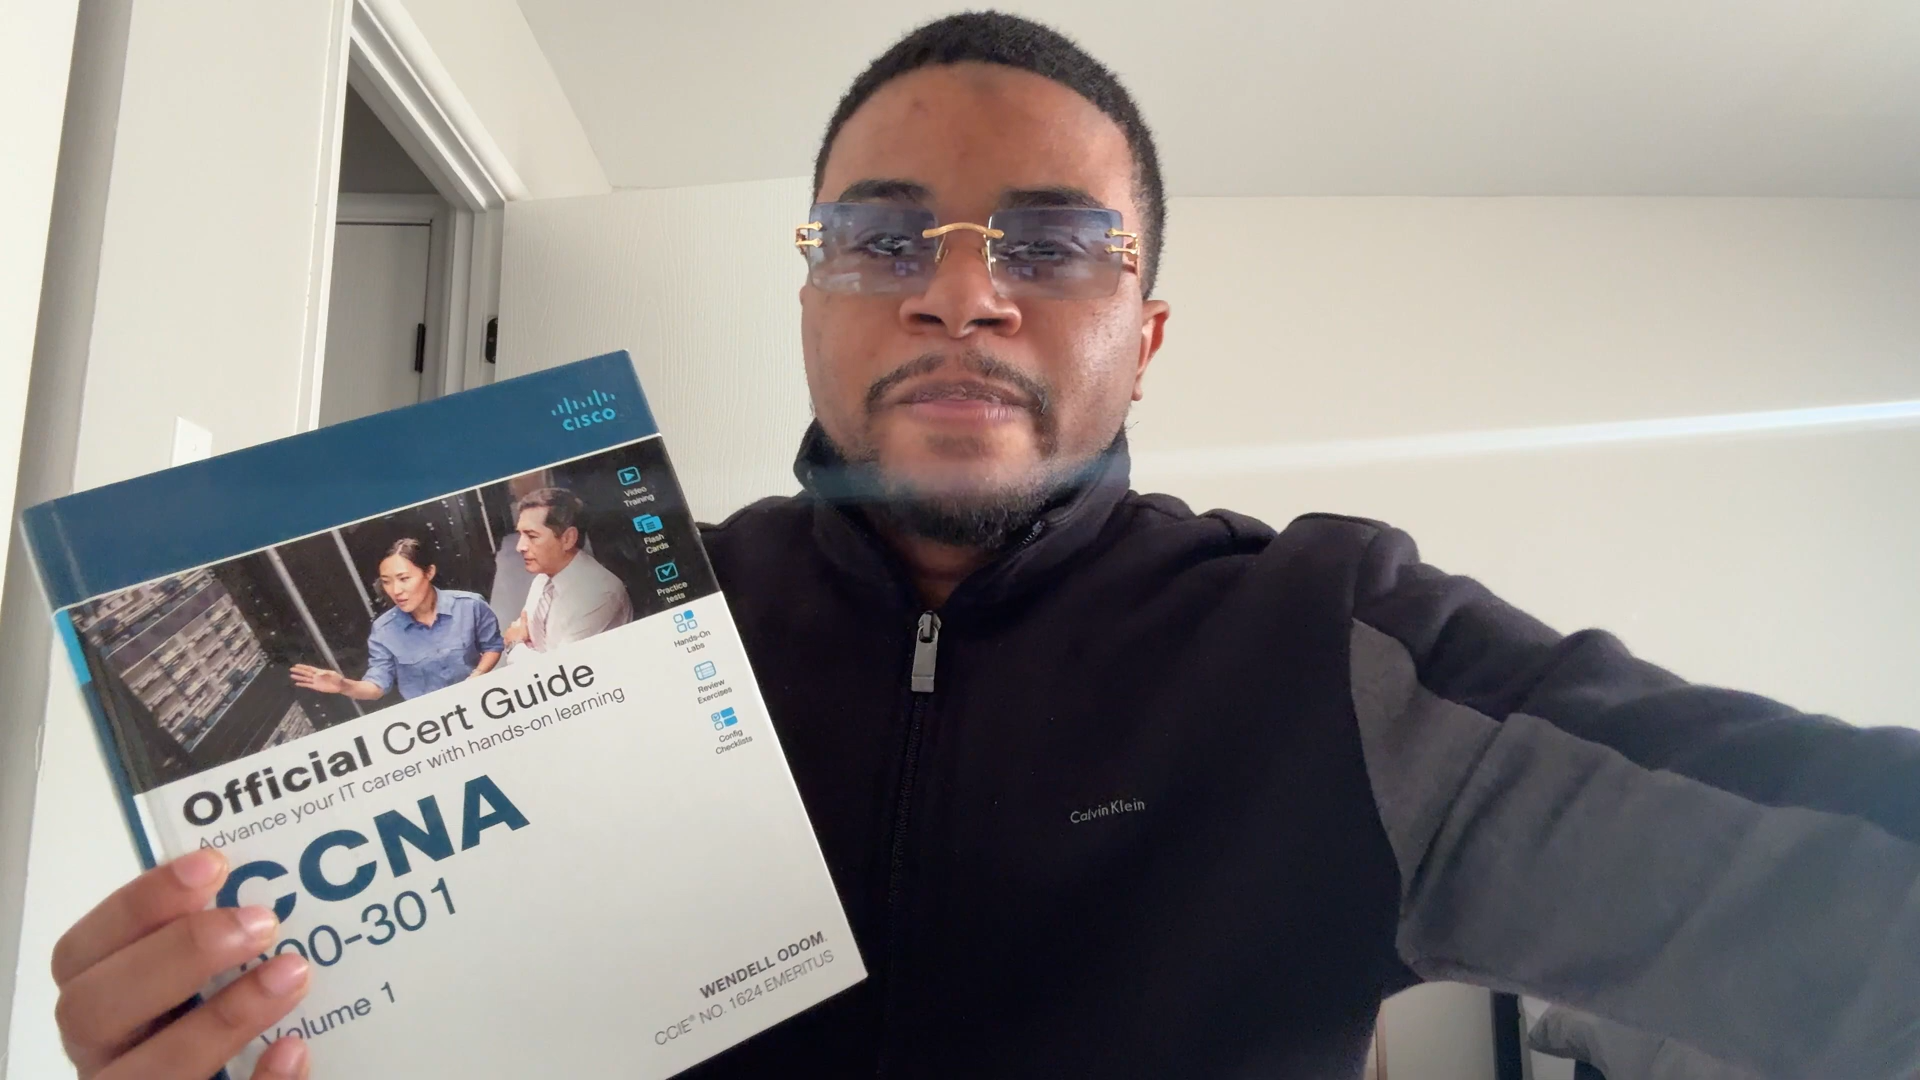 CISCO
Video
Training
Flash
Cards
Practice
tests
Hands-On
Labs
Review
Exercises
Config
Checklists
Official Cert Guide
Advance your IT career with hands-on learning
CCNA
00-301
Volume 1
WENDELL ODOM,
CCIE® NO. 1624 EMERITUS
Calvin Klein